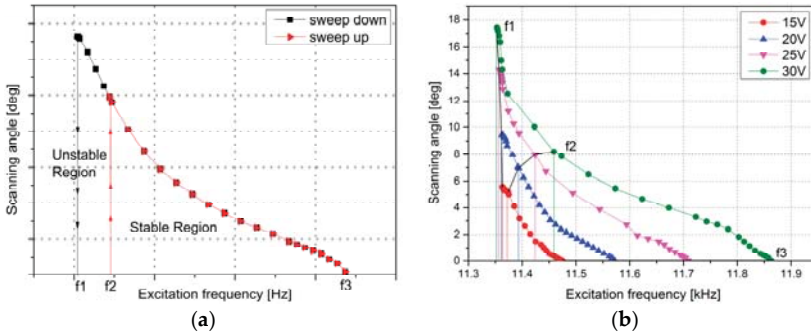 (a)
sweep down
sweep up
Scanning angle [deg]
Unstable
Region
Stable Region
f1
f2
f3
Excitation frequency [Hz]
(a)
(b)
15V
20V
25V
30V
Scanning angle [deg]
18
16
14
12
10
8
6
4
2
0
f1
f2
f3
11.3
11.4
11.5
11.6
11.7
11.8
11.9
Excitation frequency [kHz]
(b)